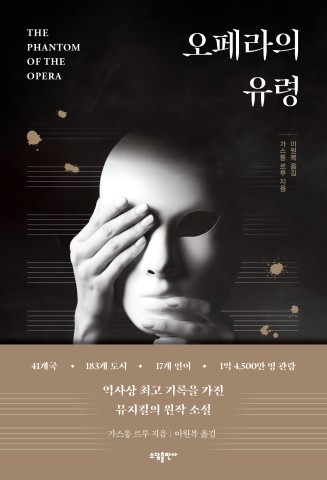 THE
PHANTOM
OF THE
OPERA
오페라의
유령
가스통 르루 지음
이원복 옮김
41개국 • 183개 도시 • 17개 언어 • 1억 4,500만 명 관람
역사상 최고 기록을 가진
뮤지컬의 원작 소설
가스통 르루 지음 | 이원복 옮김
소담출판사